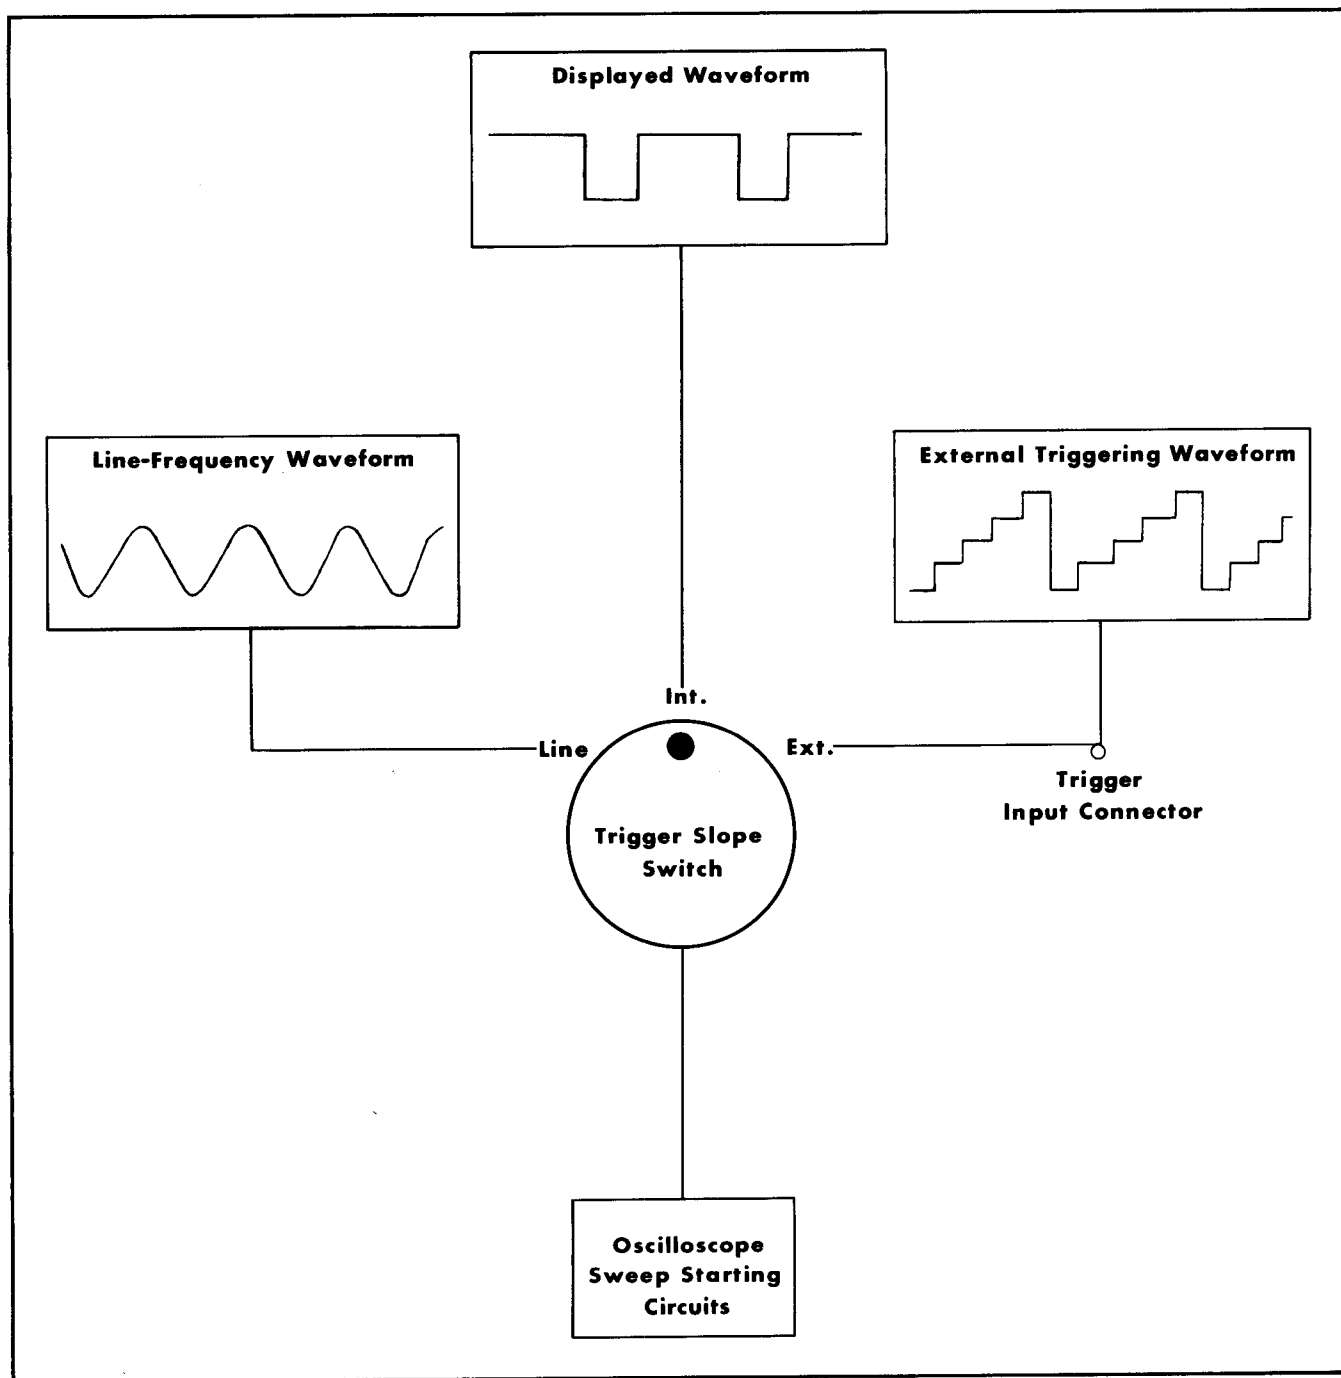 Displayed Waveform
Line-Frequency Waveform
External Triggering Waveform
Int.
Line
Ext.
Trigger
Input Connector
Trigger Slope
Switch
Oscilloscope
Sweep Starting
Circuits